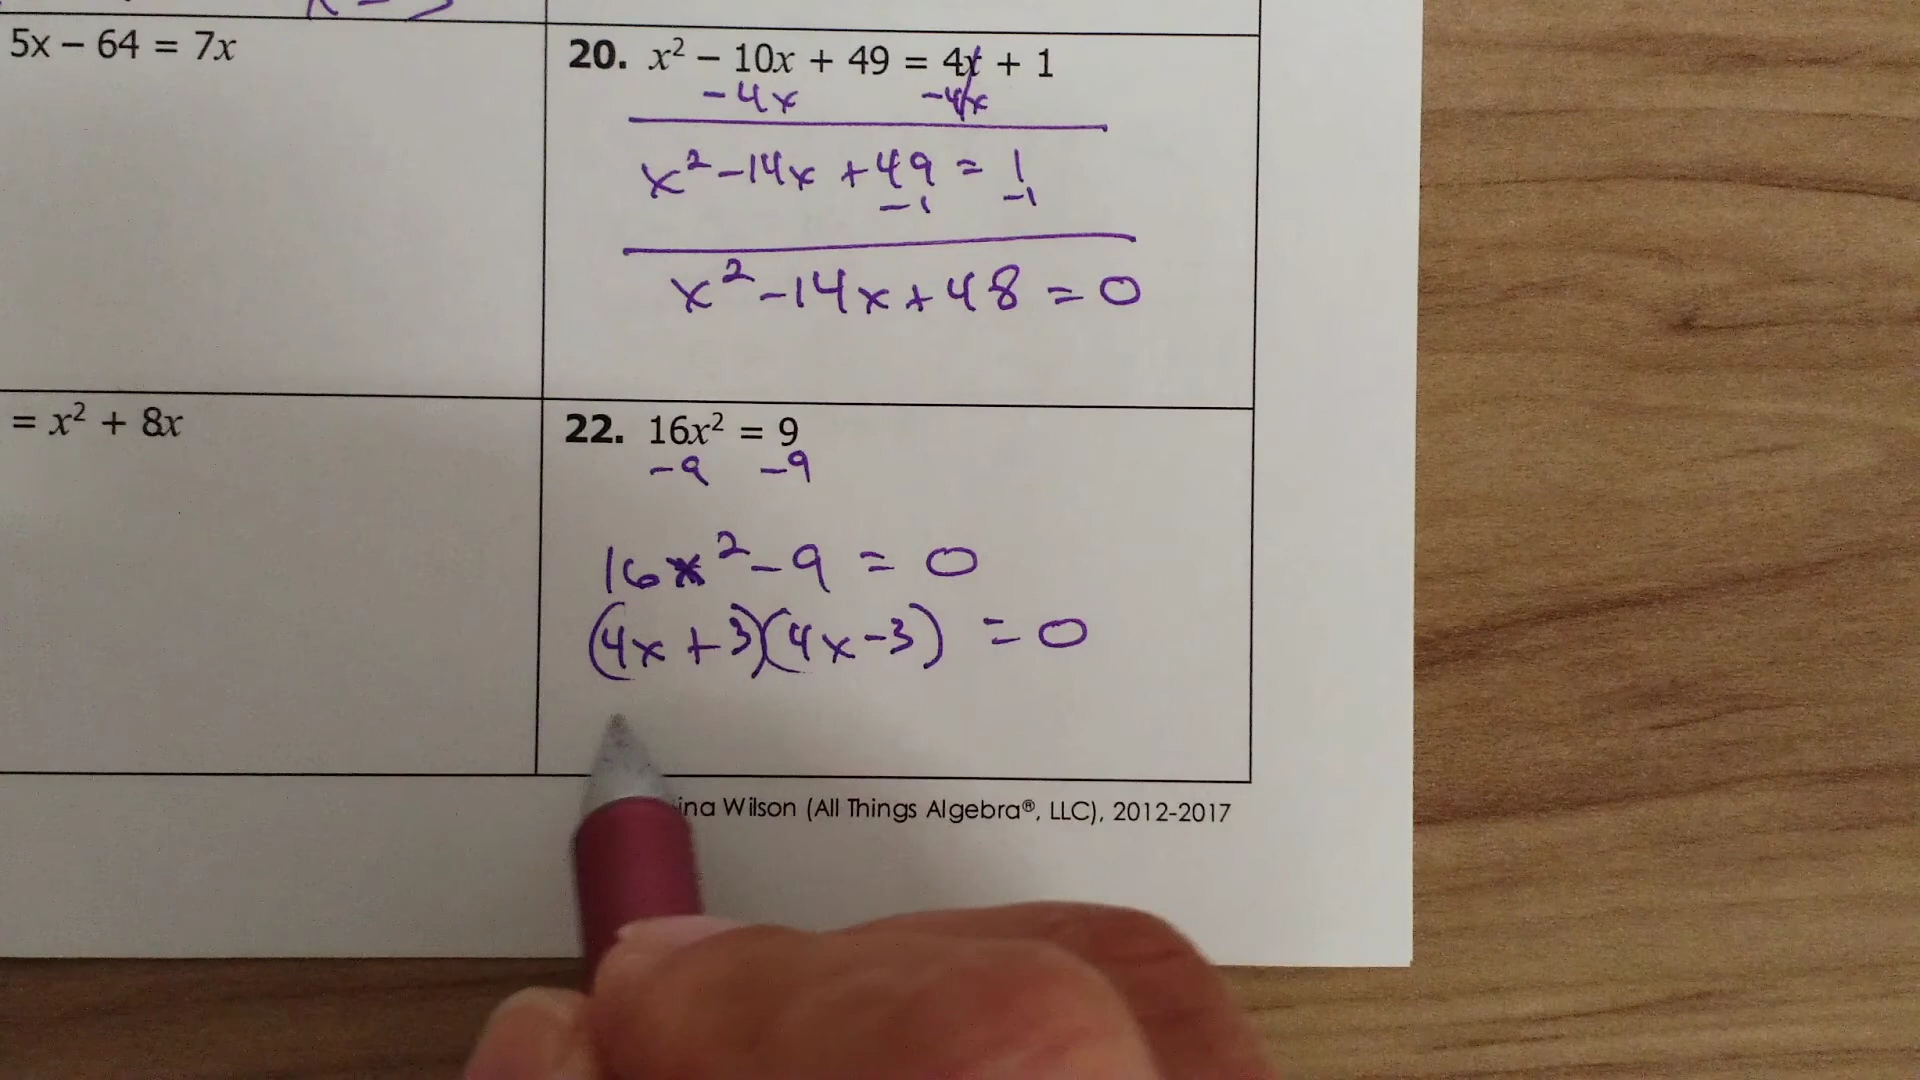 5x – 64 = 7x
20. x² – 10x + 49 = 4x + 1
-4x -4x
x² -14x +49 = 1
-1 -1
x² -14x + 48 = 0
= x² + 8x
22. 16x² = 9
-9 -9
16x² - 9 = 0
(4x + 3)(4x - 3) = 0
Wilson (All Things Algebra®, LLC), 2012-2017